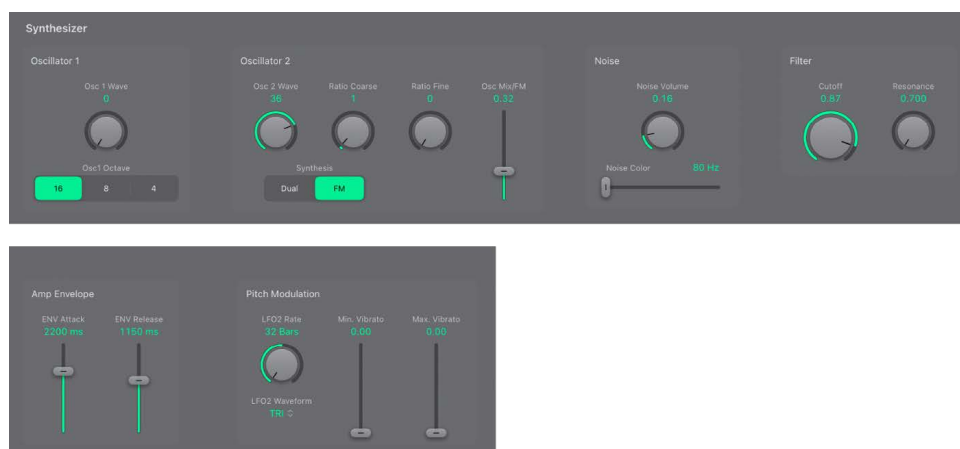 Synthesizer
Oscillator 1
Osc 1 Wave
0
Osc1 Octave
16 8 4
Oscillator 2
Osc 2 Wave Ratio Coarse Ratio Fine Osc Mix/FM
36 1 0 0.32
Synthesis
Dual FM
Noise
Noise Volume
0.16
Noise Color 80 Hz
Filter
Cutoff Resonance
0.87 0.700
Amp Envelope
ENV Attack ENV Release
2200 ms 1150 ms
Pitch Modulation
LFO2 Rate Min. Vibrato Max. Vibrato
32 Bars 0.00 0.00
LFO2 Waveform
TRI